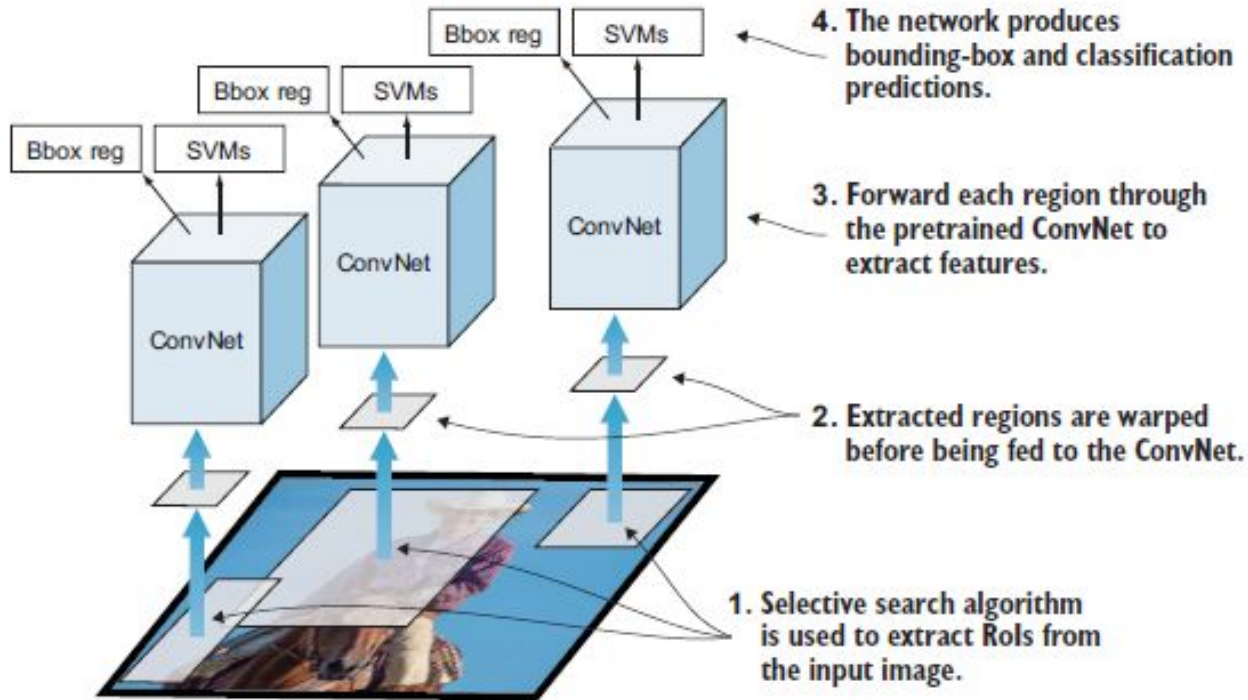 Bbox reg
SVMs
4. The network produces
bounding-box and classification
predictions.
Bbox reg
SVMs
Bbox reg
SVMs
ConvNet
3. Forward each region through
the pretrained ConvNet to
extract features.
ConvNet
ConvNet
2. Extracted regions are warped
before being fed to the ConvNet.
1. Selective search algorithm
is used to extract RoIs from
the input image.